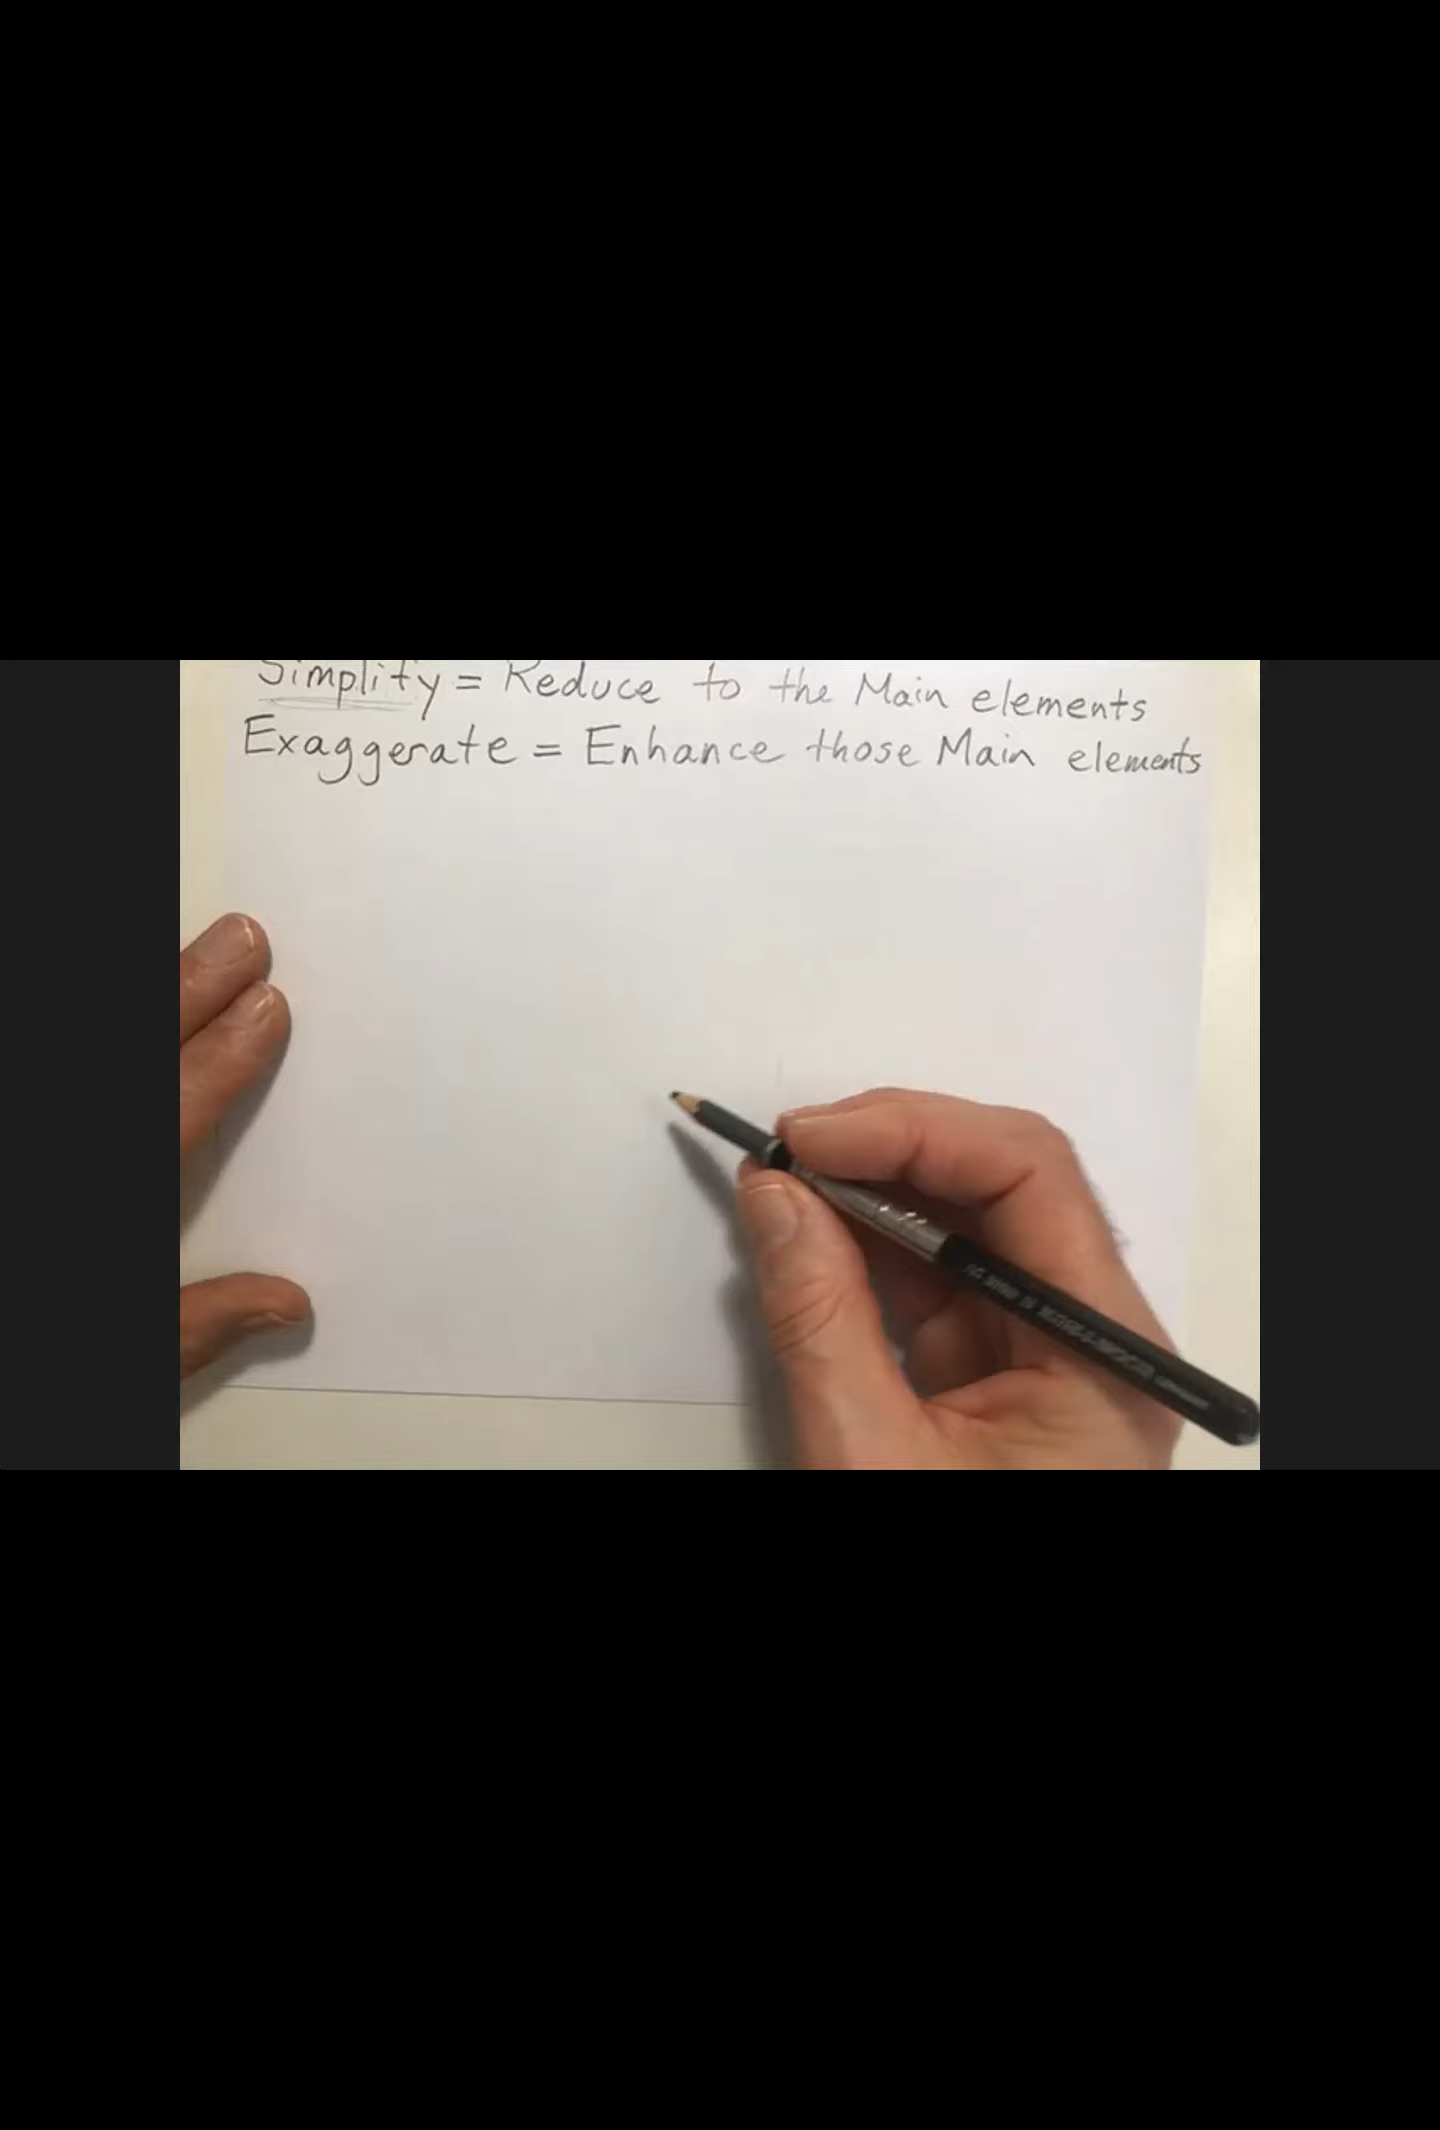 Simplify = Reduce to the Main elements
Exaggerate = Enhance those Main elements